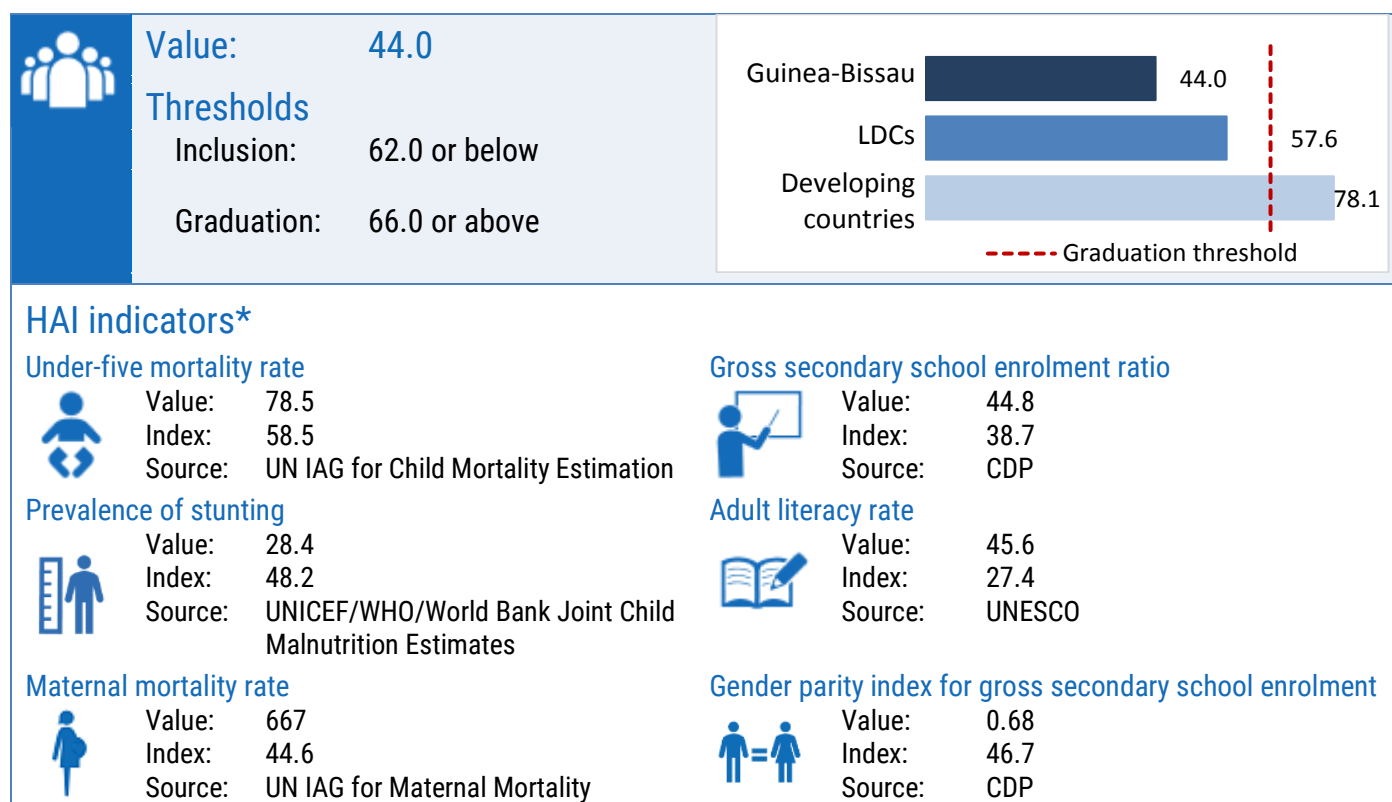 Value: 44.0
Thresholds
Inclusion: 62.0 or below
Graduation: 66.0 or above
Guinea-Bissau 44.0
LDCs 57.6
Developing
countries 78.1
Graduation threshold
HAI indicators*
Under-five mortality rate
Value: 78.5
Index: 58.5
Source: UN IAG for Child Mortality Estimation
Prevalence of stunting
Value: 28.4
Index: 48.2
Source: UNICEF/WHO/World Bank Joint Child
Malnutrition Estimates
Maternal mortality rate
Value: 667
Index: 44.6
Source: UN IAG for Maternal Mortality
Gross secondary school enrolment ratio
Value: 44.8
Index: 38.7
Source: CDP
Adult literacy rate
Value: 45.6
Index: 27.4
Source: UNESCO
Gender parity index for gross secondary school enrolment
Value: 0.68
Index: 46.7
Source: CDP